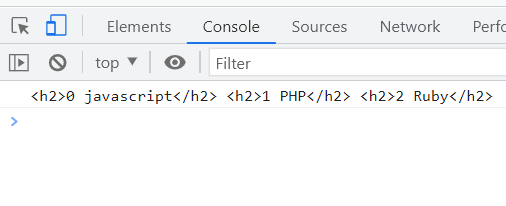 Elements Console Sources Network Perfo
top ▼ Filter
<h2>0 javascript</h2> <h2>1 PHP</h2> <h2>2 Ruby</h2>
>